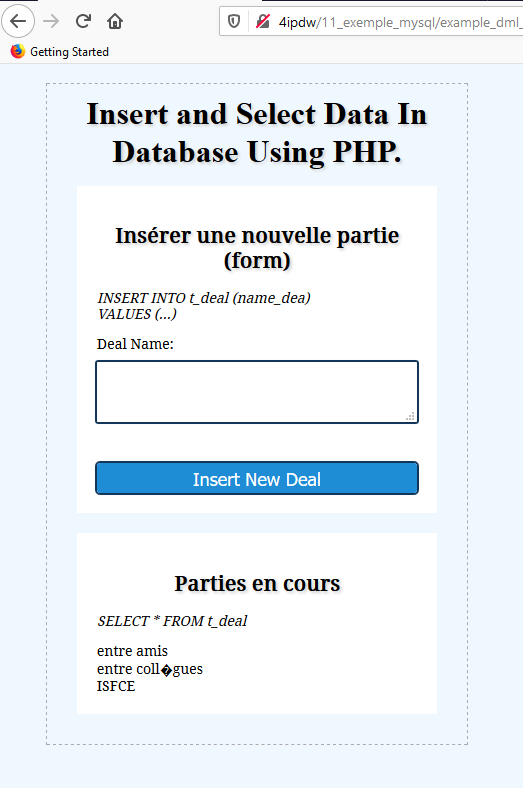 4ipdw/11_exemple_mysql/example_dml_
Getting Started
Insert and Select Data In
Database Using PHP.
Insérer une nouvelle partie
(form)
INSERT INTO t_deal (name_dea)
VALUES (...)
Deal Name:
Insert New Deal
Parties en cours
SELECT * FROM t_deal
entre amis
entre coll�gues
ISFCE